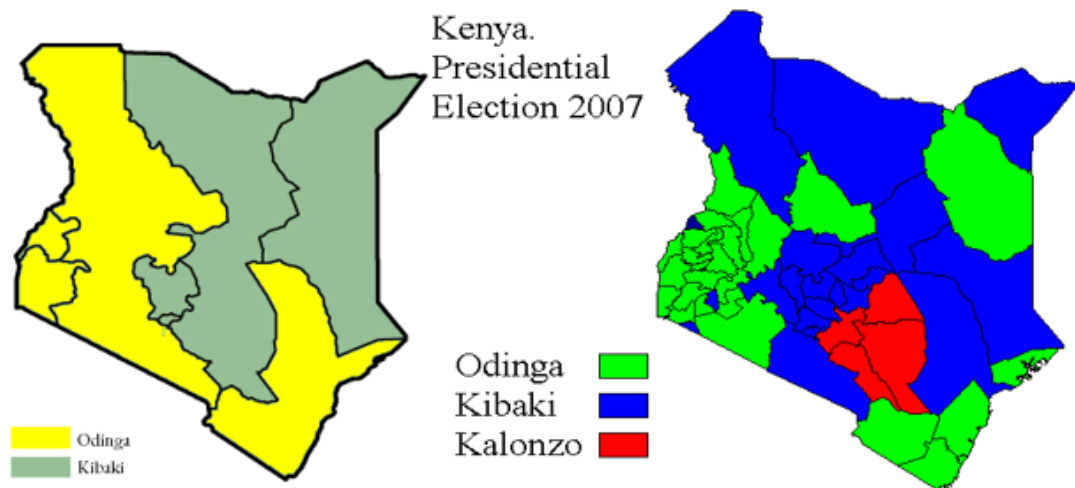 Kenya.
Presidential
Election 2007
Odinga
Kibaki
Odinga
Kibaki
Kalonzo